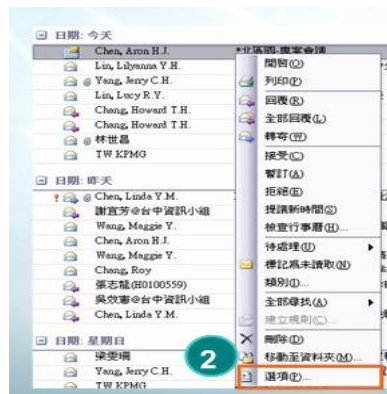 日期: 今天
Chen, Aron H.J.
Lin, Lilyanna Y.H.
Yang, Jerry C.H.
Lin, Lucy R.Y.
Chang, Howard T.H.
Chang, Howard T.H.
林世昌
TW KPMG
日期: 昨天
Chen, Linda Y.M.
謝宜芳@台中資訊小組
Wang, Maggie Y.
Chen, Aron H.J.
Wang, Maggie Y.
Chang, Roy
張志龍(H0100559)
吳效憲@台中資訊小組
Chen, Linda Y.M.
日期: 星期日
Yang, Jerry C.H.
TW KPMG
開啟(O)
列印(P)
回覆(R)
全部回覆(L)
轉寄(W)
接受(C)
暫訂(A)
拒絕(E)
提議新時間(S)
檢查行事曆(H)...
待處理(U)
標記為未讀取(N)
類別(I)...
全部尋找(A)
建立規則(C)...
刪除(D)
移動至資料夾(M)...
2
選項(P)...